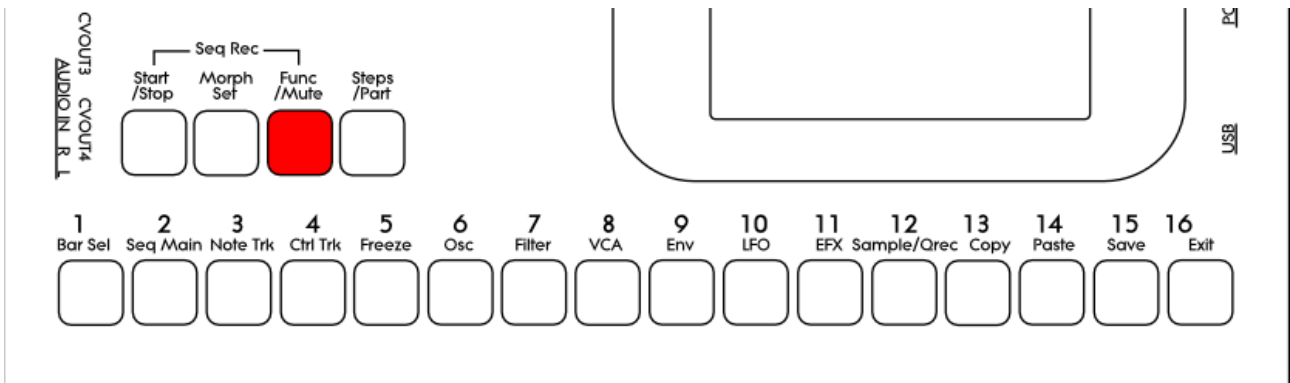 CVOUT3 CVOUT4
AUDIO IN R L
Seq Rec
Start
/Stop
Morph
Set
Func
/Mute
Steps
/Part
USB
1 2 3 4 5 6 7 8 9 10 11 12 13 14 15 16
Bar Sel Seq Main Note Trk Ctrl Trk Freeze Osc Filter VCA Env LFO EFX Sample/Qrec Copy Paste Save Exit